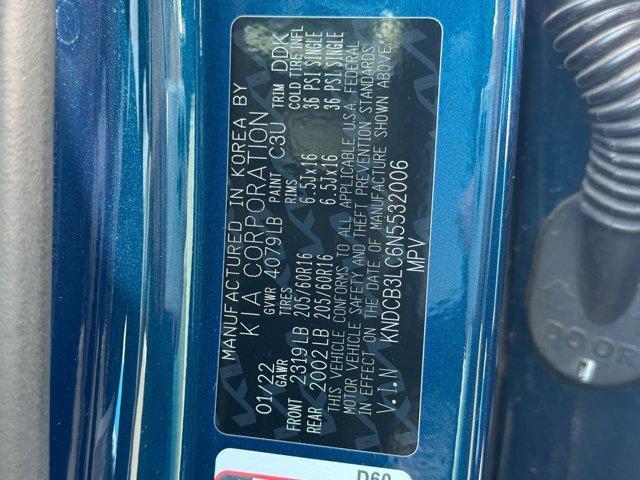 MANUFACTURED IN KOREA BY
KIA CORPORATION
01/22 GVWR 4079LB PAINT C3U TRIM DDK
GAWR TIRES RIMS COLD TIRE INFL
FRONT 2319LB 205/60R16 6.5Jx16 36 PSI SINGLE
REAR 2002LB 205/60R16 6.5Jx16 36 PSI SINGLE
THIS VEHICLE CONFORMS TO ALL APPLICABLE U.S.A. FEDERAL
MOTOR VEHICLE SAFETY AND THEFT PREVENTION STANDARDS
IN EFFECT ON THE DATE OF MANUFACTURE SHOWN ABOVE.
V.I.N KNDCB3LC6N5532006
MPV
DOOR
D60